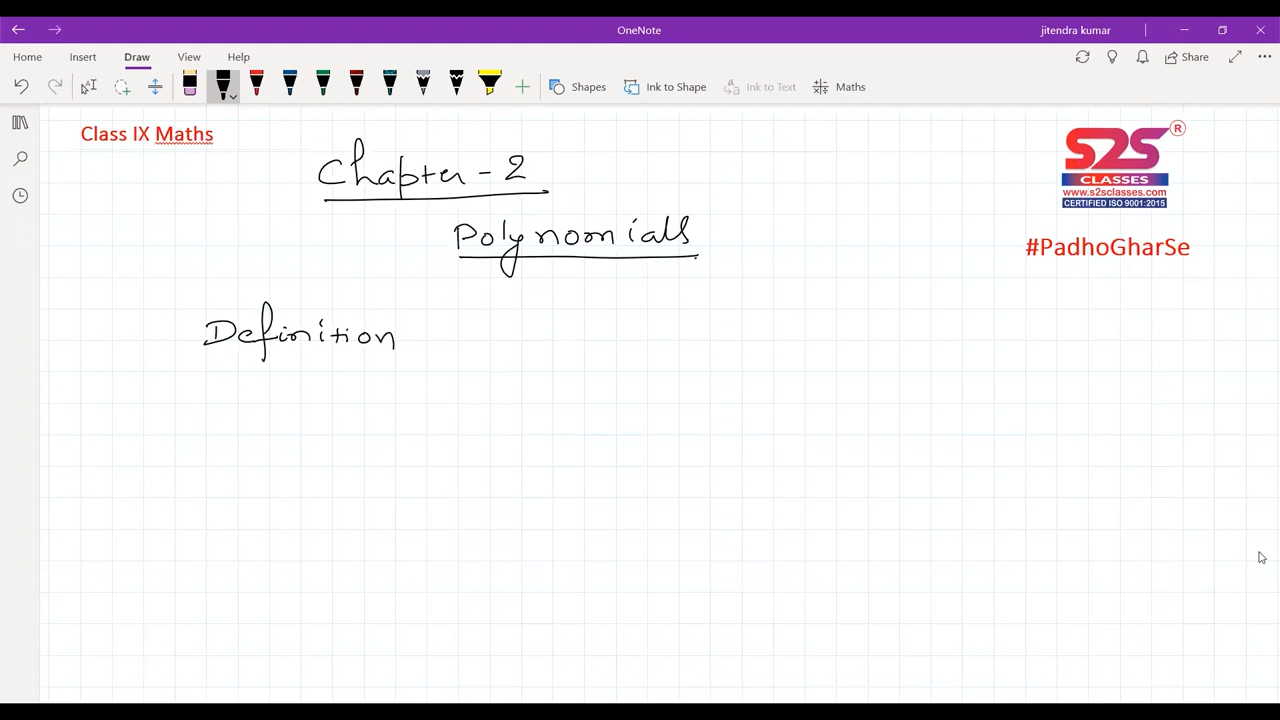 OneNote
jitendra kumar
Home Insert Draw View Help
Share
Shapes Ink to Shape Ink to Text Maths
Class IX Maths
Chapter - 2
Polynomials
Definition
S2S
R
CLASSES
www.s2sclasses.com
CERTIFIED ISO 9001:2015
#PadhoGharSe